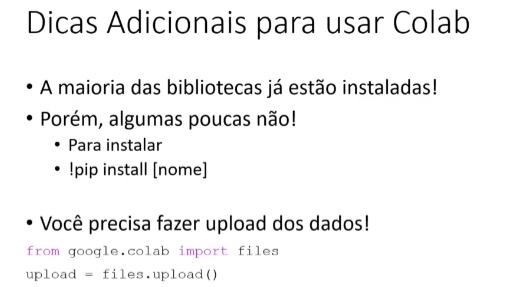 Dicas Adicionais para usar Colab
• A maioria das bibliotecas já estão instaladas!
• Porém, algumas poucas não!
• Para instalar
• !pip install [nome]
• Você precisa fazer upload dos dados!
from google.colab import files
upload = files.upload()